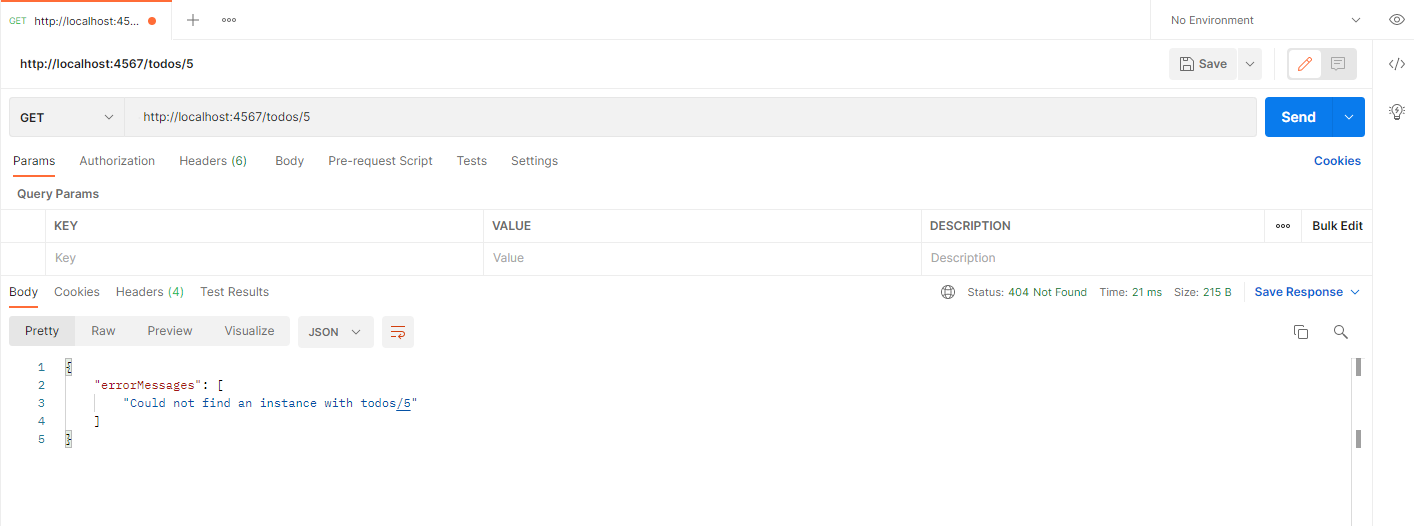 GET http://localhost:45...
No Environment
http://localhost:4567/todos/5
Save
GET http://localhost:4567/todos/5 Send
Params Authorization Headers (6) Body Pre-request Script Tests Settings Cookies
Query Params
KEY VALUE DESCRIPTION Bulk Edit
Key Value Description
Body Cookies Headers (4) Test Results Status: 404 Not Found Time: 21 ms Size: 215 B Save Response
Pretty Raw Preview Visualize JSON
1 {
2 "errorMessages": [
3 "Could not find an instance with todos/5"
4 ]
5 }